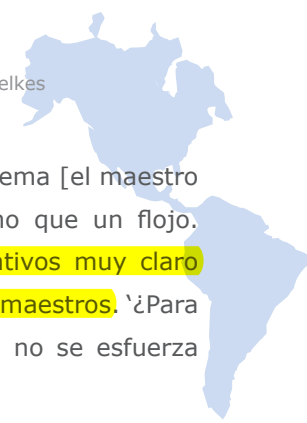 elkes
ema [el maestro
no que un flojo.
ativos muy claro
maestros. ‘¿Para
no se esfuerza